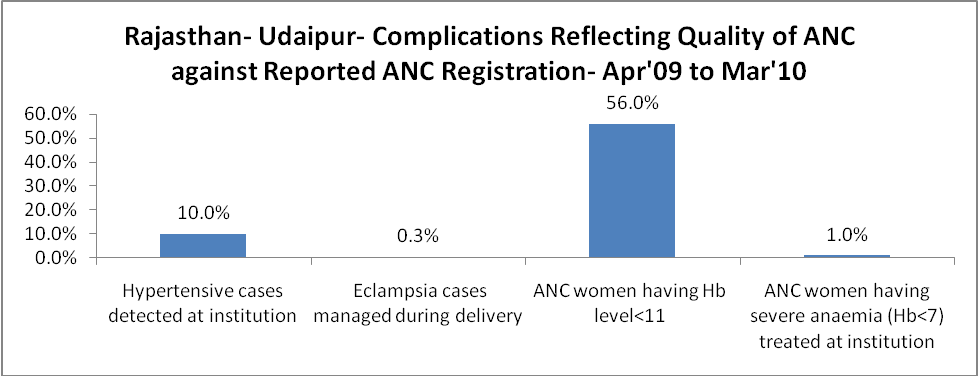 Rajasthan- Udaipur- Complications Reflecting Quality of ANC
against Reported ANC Registration- Apr'09 to Mar'10
60.0%
50.0%
40.0%
30.0%
20.0%
10.0%
0.0%
10.0%
0.3%
56.0%
1.0%
Hypertensive cases
detected at institution
Eclampsia cases
managed during delivery
ANC women having Hb
level<11
ANC women having
severe anaemia (Hb<7)
treated at institution